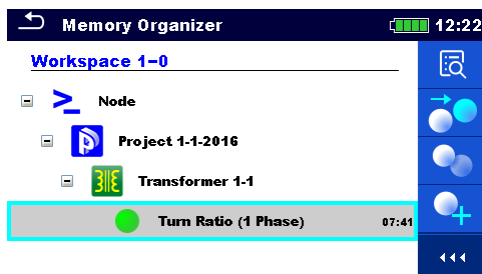 Memory Organizer 12:22
Workspace 1-0
Node
Project 1-1-2016
Transformer 1-1
Turn Ratio (1 Phase) 07:41